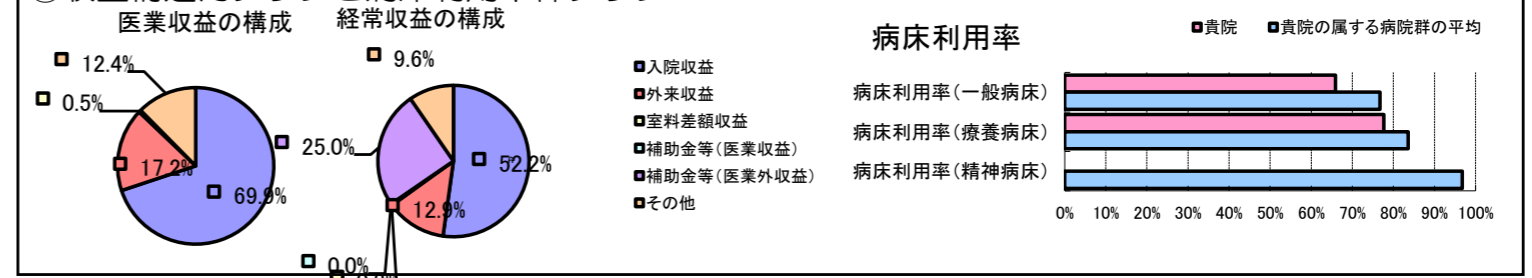 医業収益の構成
経常収益の構成
12.4%
0.5%
17.2%
69.9%
9.6%
25.0%
52.2%
12.9%
0.0%
入院収益
外来収益
室料差額収益
補助金等(医業収益)
補助金等(医業外収益)
その他
病床利用率
貴院 貴院の属する病院群の平均
病床利用率(一般病床)
病床利用率(療養病床)
病床利用率(精神病床)
0% 10% 20% 30% 40% 50% 60% 70% 80% 90% 100%